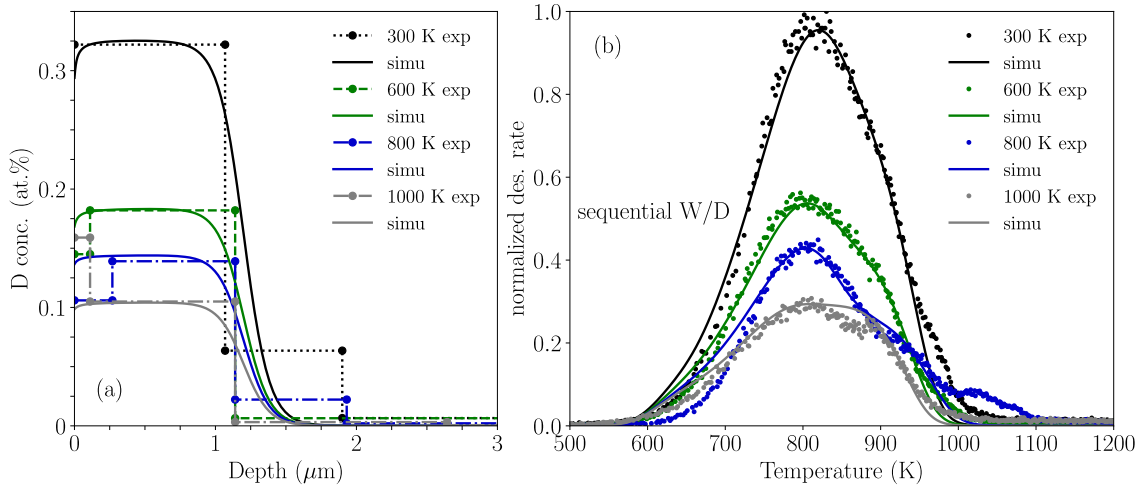 D conc. (at.%)
0.3
0.2
0.1
0
300 K exp
simu
600 K exp
simu
800 K exp
simu
1000 K exp
simu
(a)
0
1
2
3
Depth (μm)
normalized des. rate
1.0
0.8
0.6
0.4
0.2
0.0
(b)
300 K exp
simu
600 K exp
simu
800 K exp
simu
1000 K exp
simu
sequential W/D
500
600
700
800
900
1000
1100
1200
Temperature (K)